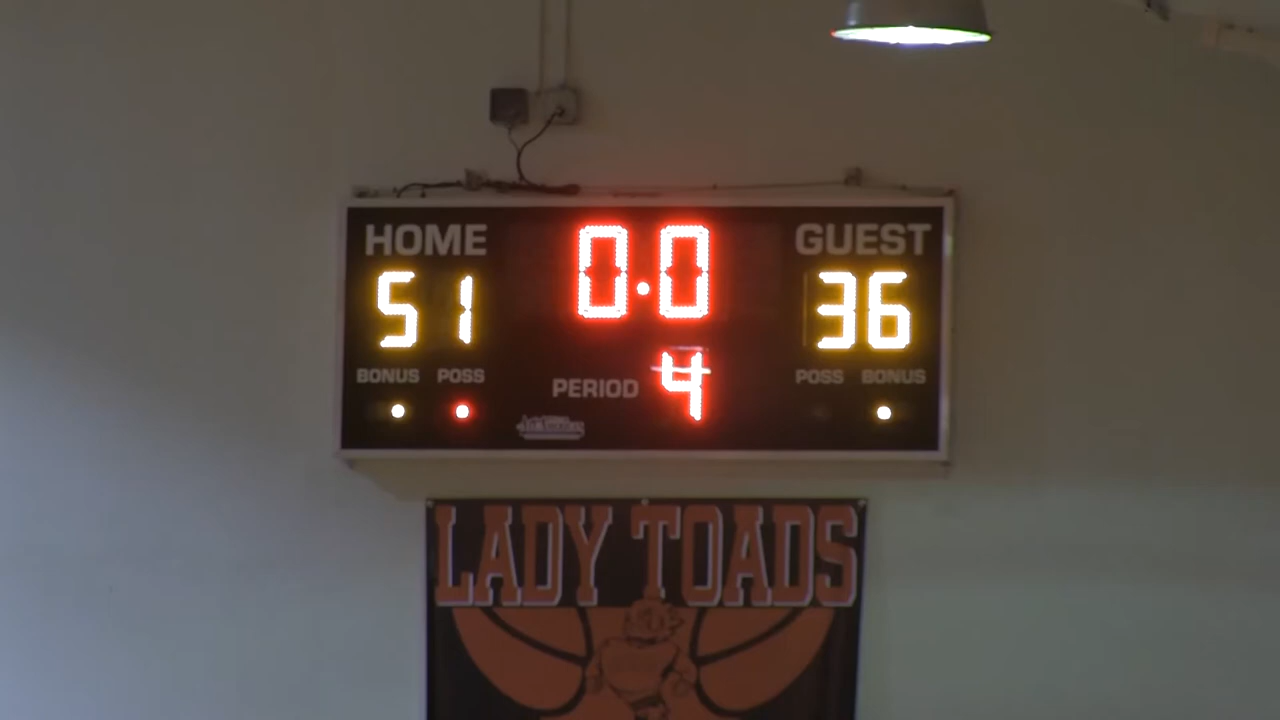 HOME 0.0 GUEST
51 36
BONUS POSS PERIOD 4 POSS BONUS
LADY TOADS